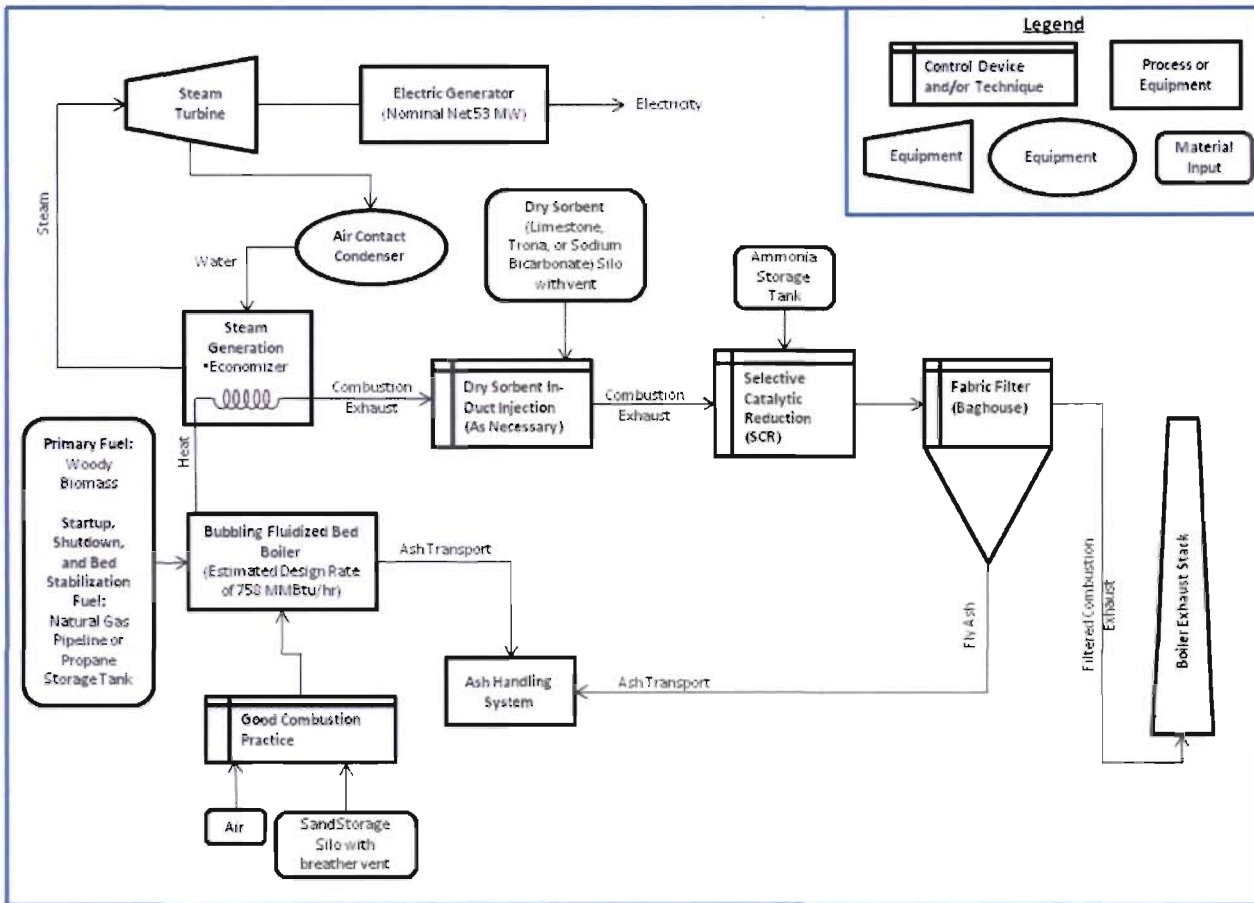 Legend
Control Device
and/or Technique
Process or
Equipment
Equipment
Equipment
Material
Input
Steam
Turbine
Electric Generator
(Nominal Net 53 MW)
Electricity
Steam
Air Contact
Condenser
Water
Dry Sorbent
(Limestone,
Trona, or Sodium
Bicarbonate) Silo
with vent
Ammonia
Storage
Tank
Steam
Generation
•Economizer
Combustion
Exhaust
Dry Sorbent In-
Duct Injection
(As Necessary)
Combustion
Exhaust
Selective
Catalytic
Reduction
(SCR)
Fabric Filter
(Baghouse)
Heat
Primary Fuel:
Woody
Biomass
Startup,
Shutdown,
and Bed
Stabilization
Fuel:
Natural Gas
Pipeline or
Propane
Storage Tank
Bubbling Fluidized Bed
Boiler
(Estimated Design Rate
of 758 MMBtu/hr)
Ash Transport
Fly Ash
Filtered Combustion
Exhaust
Boiler Exhaust Stack
Ash Handling
System
Ash Transport
Good Combustion
Practice
Air
Sand Storage
Silo with
breather vent